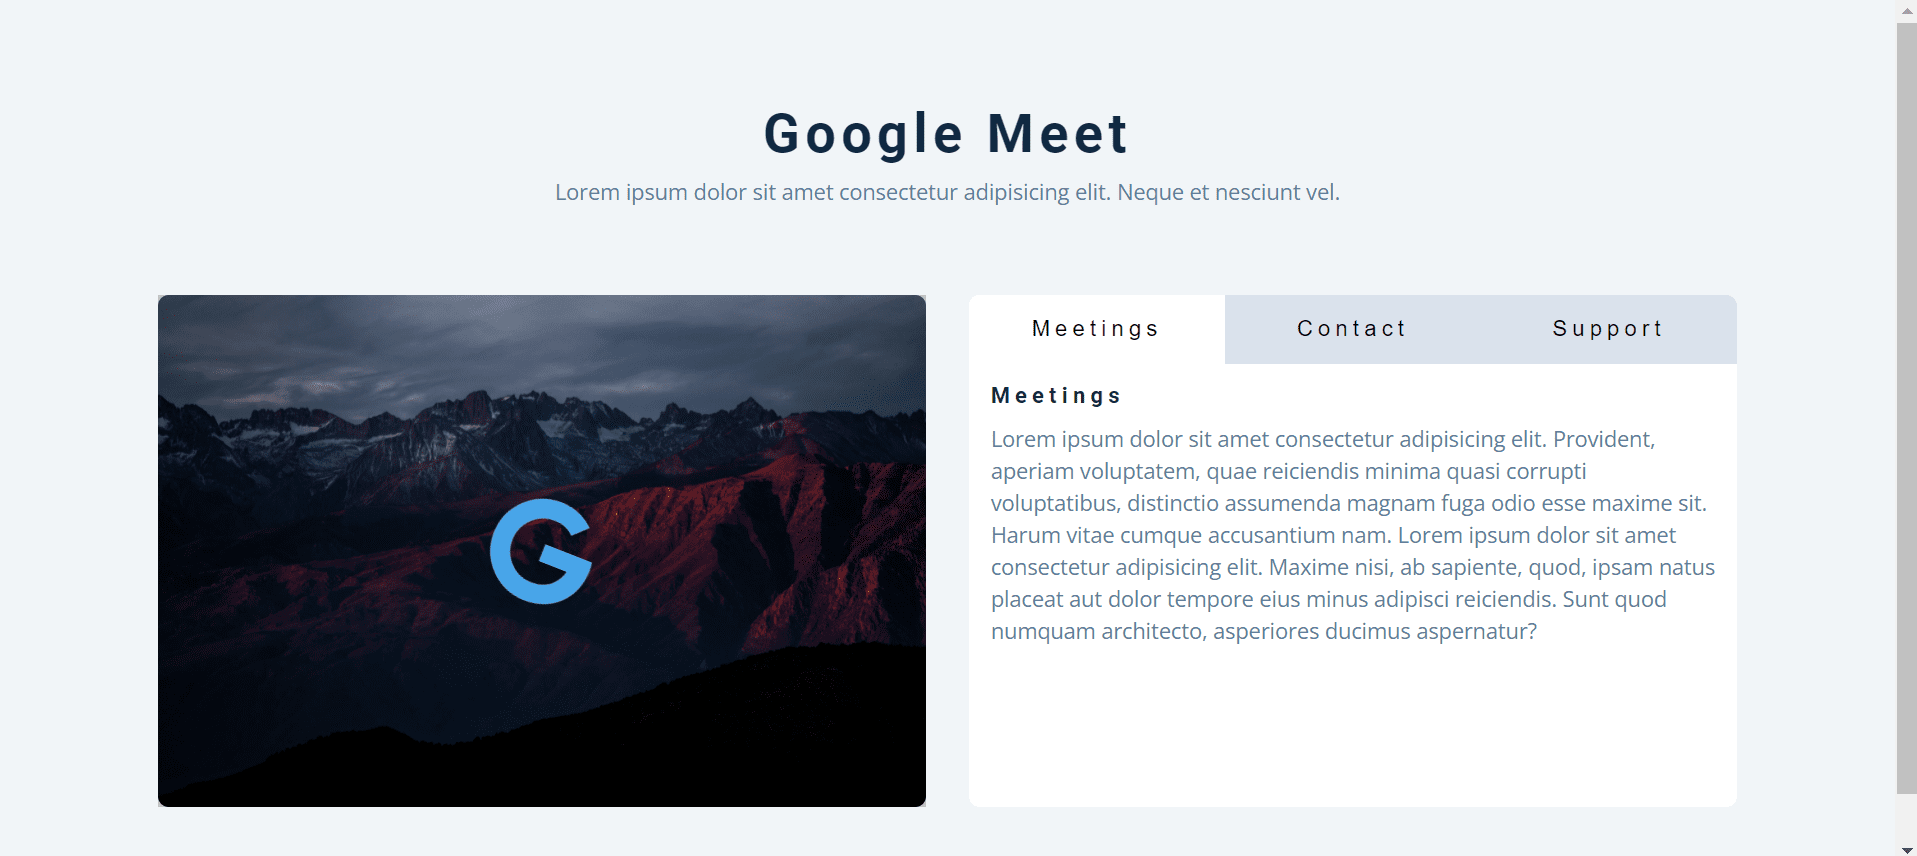 Google Meet
Lorem ipsum dolor sit amet consectetur adipisicing elit. Neque et nesciunt vel.
G
Meetings
Contact
Support
Meetings
Lorem ipsum dolor sit amet consectetur adipisicing elit. Provident,
aperiam voluptatem, quae reiciendis minima quasi corrupti
voluptatibus, distinctio assumenda magnam fuga odio esse maxime sit.
Harum vitae cumque accusantium nam. Lorem ipsum dolor sit amet
consectetur adipisicing elit. Maxime nisi, ab sapiente, quod, ipsam natus
placeat aut dolor tempore eius minus adipisci reiciendis. Sunt quod
numquam architecto, asperiores ducimus aspernatur?